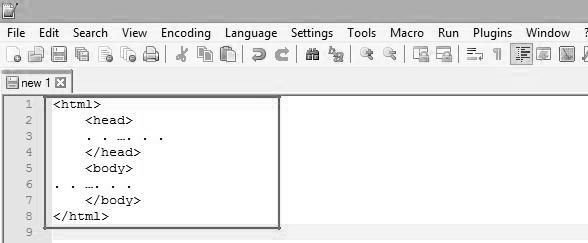 File Edit Search View Encoding Language Settings Tools Macro Run Plugins Window ?
new 1
1 <html>
2 <head>
3 . . …. . .
4 </head>
5 <body>
6 . . …. . .
7 </body>
8 </html>
9